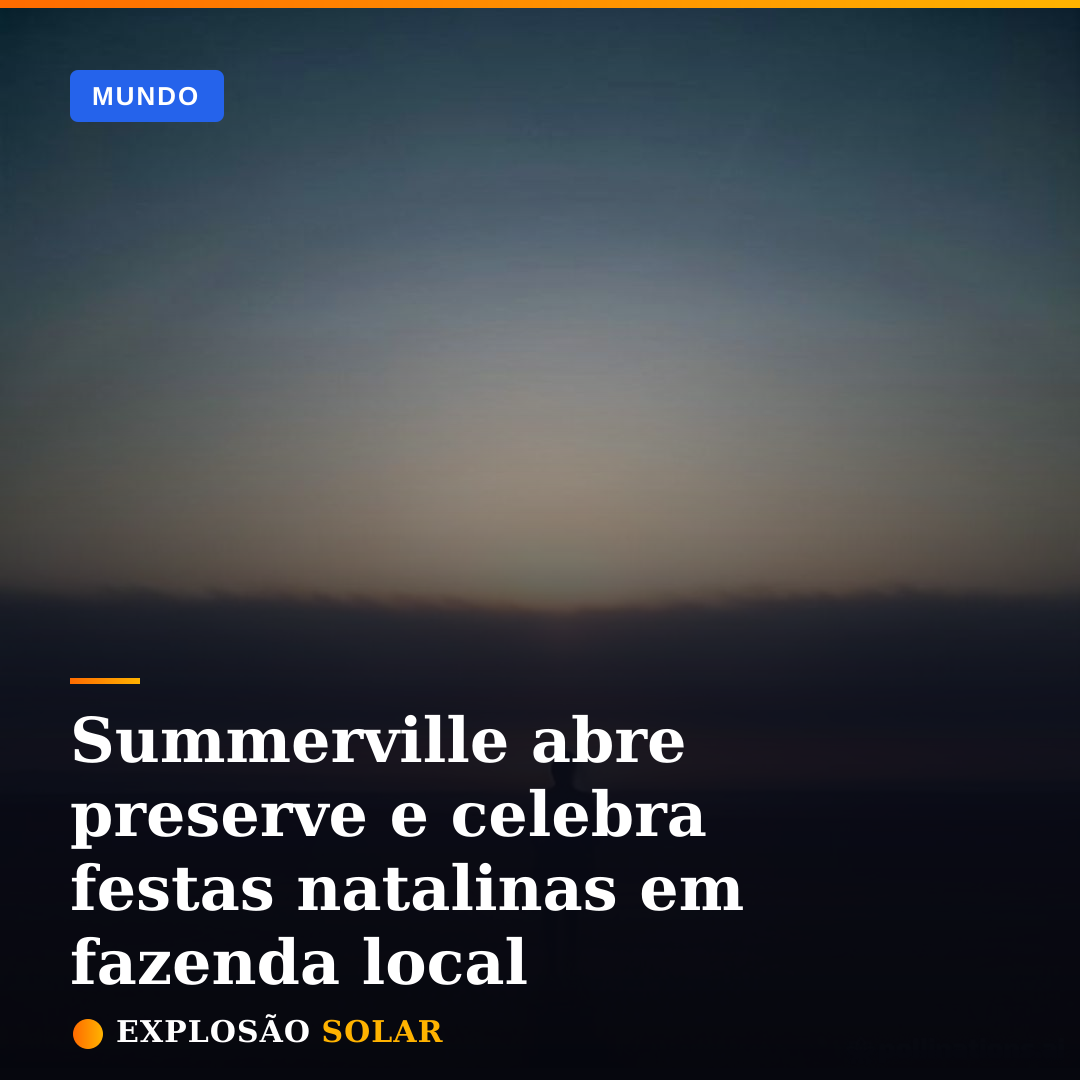 MUNDO
Summerville abre
preserve e celebra
festas natalinas em
fazenda local
EXPLOSÃO SOLAR